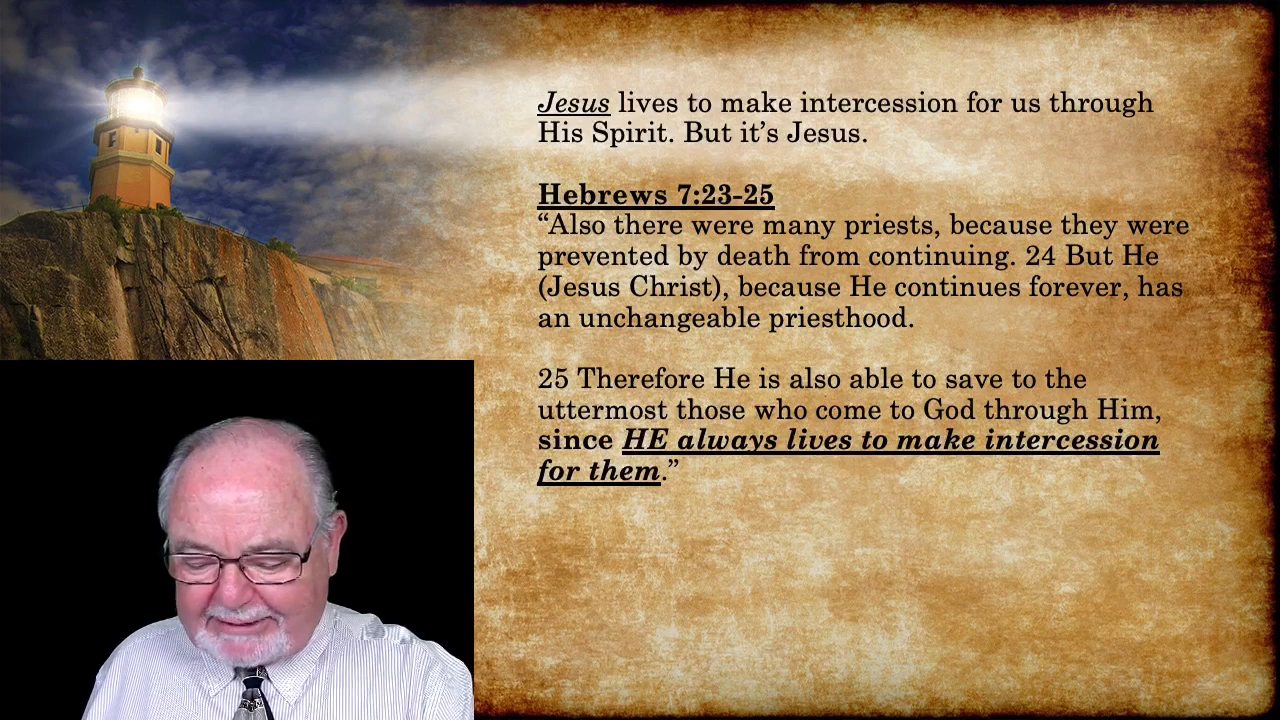 Jesus lives to make intercession for us through
His Spirit. But it’s Jesus.
Hebrews 7:23-25
“Also there were many priests, because they were
prevented by death from continuing. 24 But He
(Jesus Christ), because He continues forever, has
an unchangeable priesthood.
25 Therefore He is also able to save to the
uttermost those who come to God through Him,
since HE always lives to make intercession
for them.”